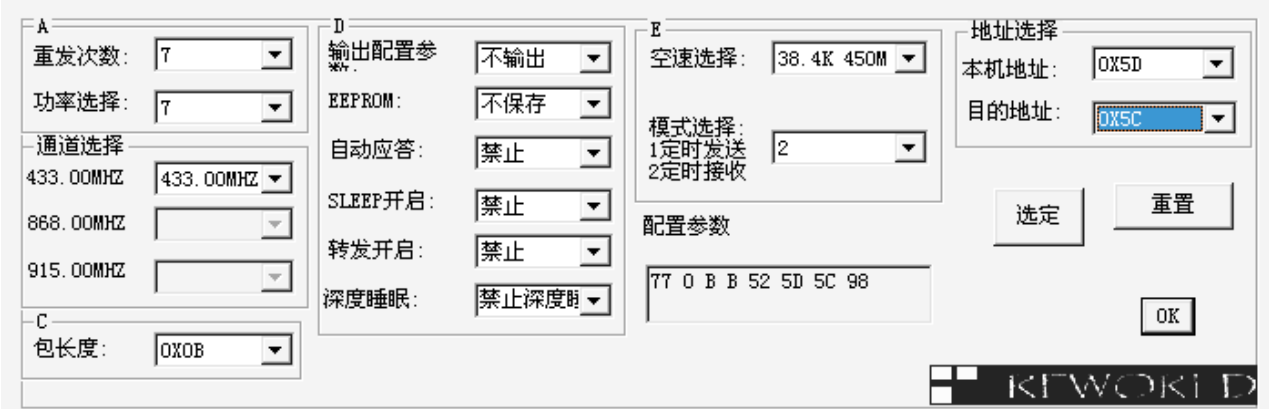 A
重发次数: 7
功率选择: 7
通道选择
433.00MHZ 433.00MHZ
868.00MHZ
915.00MHZ
C
包长度: 0X0B
D
输出配置参数: 不输出
EEPROM: 不保存
自动应答: 禁止
SLEEP开启: 禁止
转发开启: 禁止
深度睡眠: 禁止深度睡
E
空速选择: 38.4K 450M
模式选择:
1定时发送 2
2定时接收
配置参数
77 0 B B 52 5D 5C 98
地址选择
本机地址: 0X5D
目的地址: 0X5C
选定
重置
OK